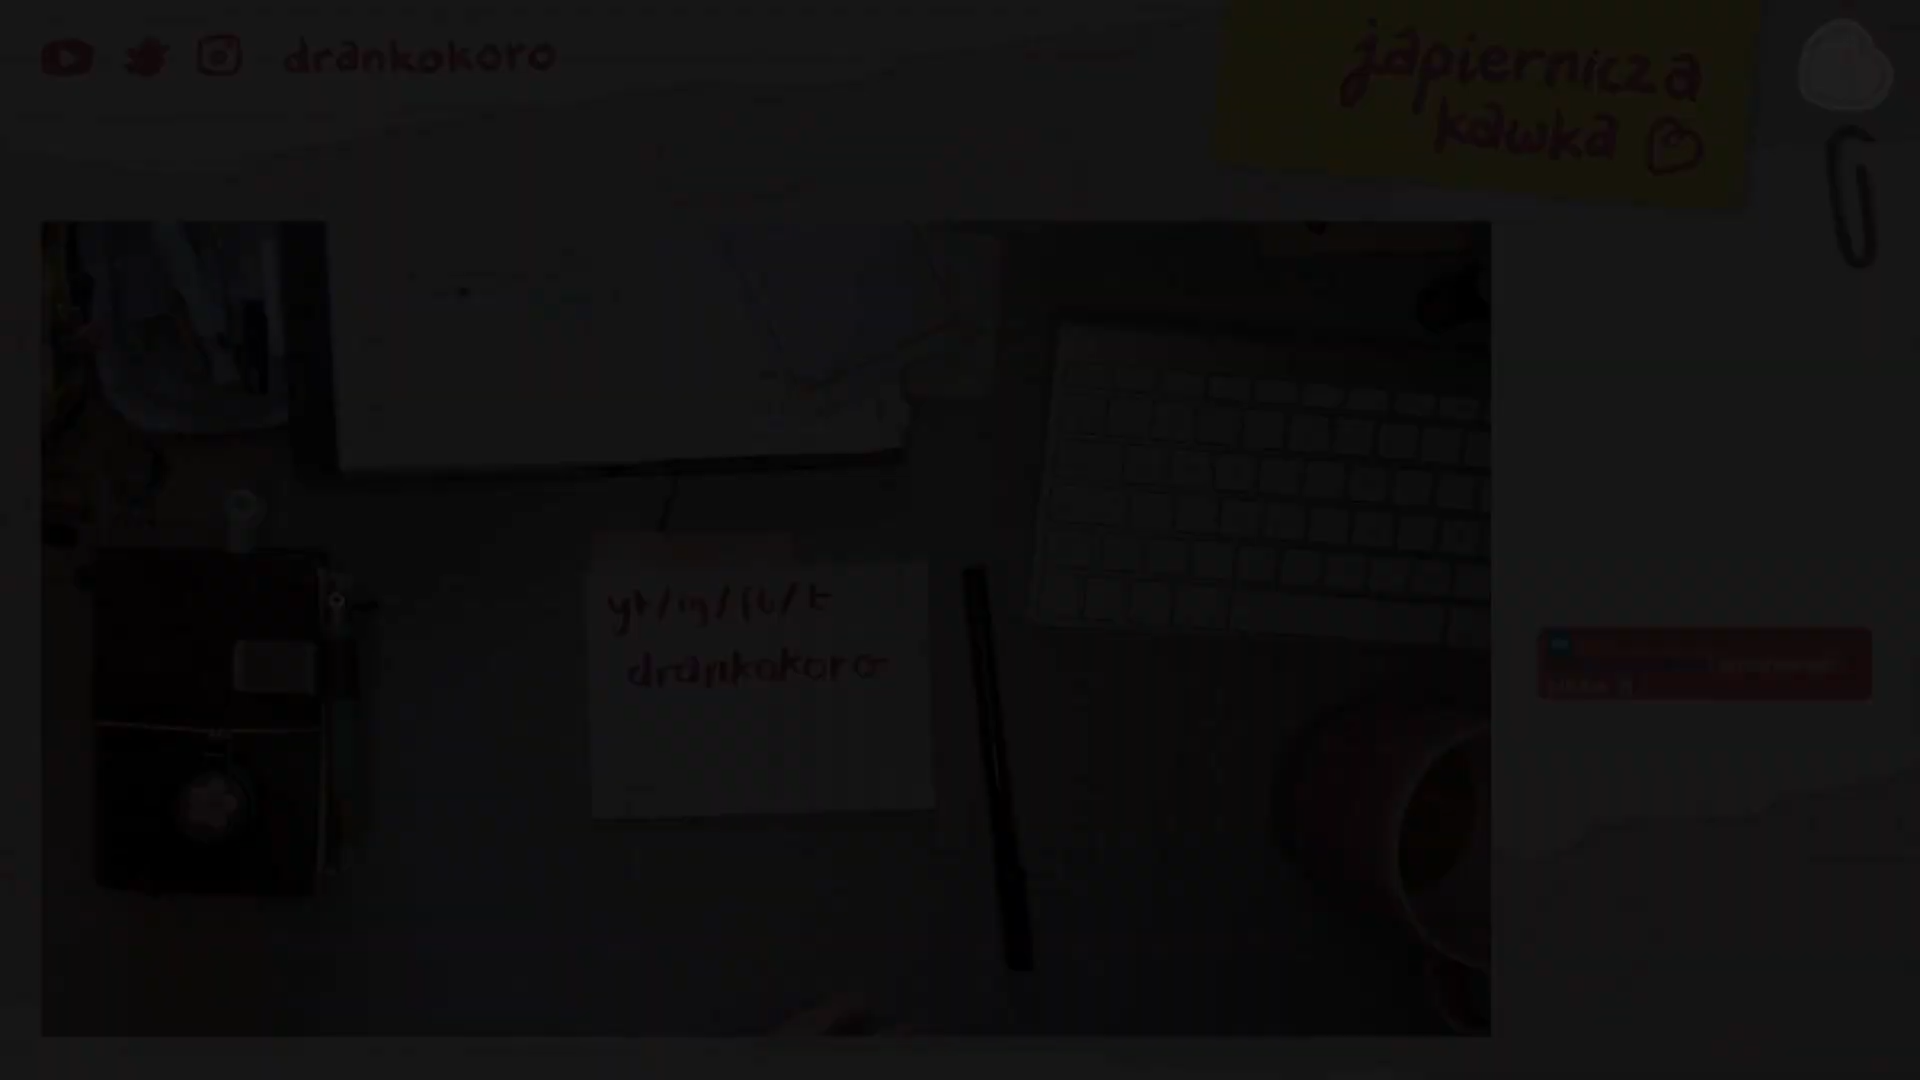 drankokoro
japiernicza
kawka
yt/ig/fb/t
drankokoro